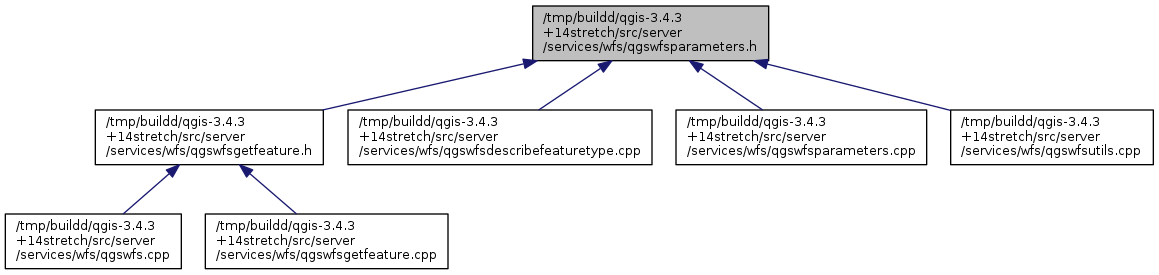 /tmp/buildd/qgis-3.4.3
+14stretch/src/server
/services/wfs/qgswfsparameters.h
/tmp/buildd/qgis-3.4.3
+14stretch/src/server
/services/wfs/qgswfsgetfeature.h
/tmp/buildd/qgis-3.4.3
+14stretch/src/server
/services/wfs/qgswfsdescribefeaturetype.cpp
/tmp/buildd/qgis-3.4.3
+14stretch/src/server
/services/wfs/qgswfsparameters.cpp
/tmp/buildd/qgis-3.4.3
+14stretch/src/server
/services/wfs/qgswfsutils.cpp
/tmp/buildd/qgis-3.4.3
+14stretch/src/server
/services/wfs/qgswfs.cpp
/tmp/buildd/qgis-3.4.3
+14stretch/src/server
/services/wfs/qgswfsgetfeature.cpp